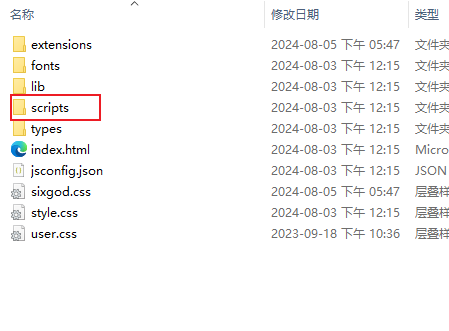 名称 修改日期 类型
extensions 2024-08-05 下午 05:47 文件夹
fonts 2024-08-03 下午 12:15 文件夹
lib 2024-08-03 下午 12:15 文件夹
scripts 2024-08-03 下午 12:15 文件夹
types 2024-08-03 下午 12:15 文件夹
index.html 2024-08-03 下午 12:15 Micro
jsconfig.json 2024-08-03 下午 12:15 JSON
sixgod.css 2024-08-05 下午 05:47 层叠样
style.css 2024-08-03 下午 12:15 层叠样
user.css 2023-09-18 下午 10:36 层叠样